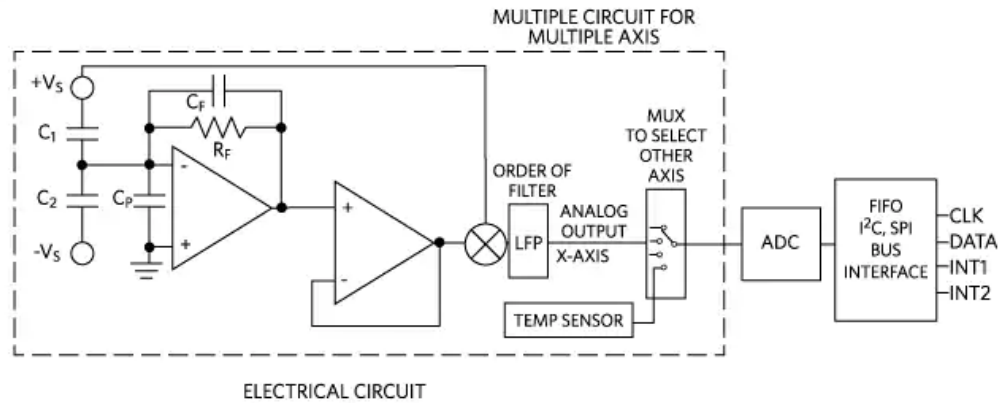 MULTIPLE CIRCUIT FOR
MULTIPLE AXIS
+VS
CF
C1
RF
MUX
TO SELECT
OTHER
AXIS
-
C2
CP
+
-VS
+
-
ORDER OF
FILTER
LFP
ANALOG
OUTPUT
X-AXIS
TEMP SENSOR
ADC
FIFO
I²C, SPI
BUS
INTERFACE
CLK
DATA
INT1
INT2
ELECTRICAL CIRCUIT